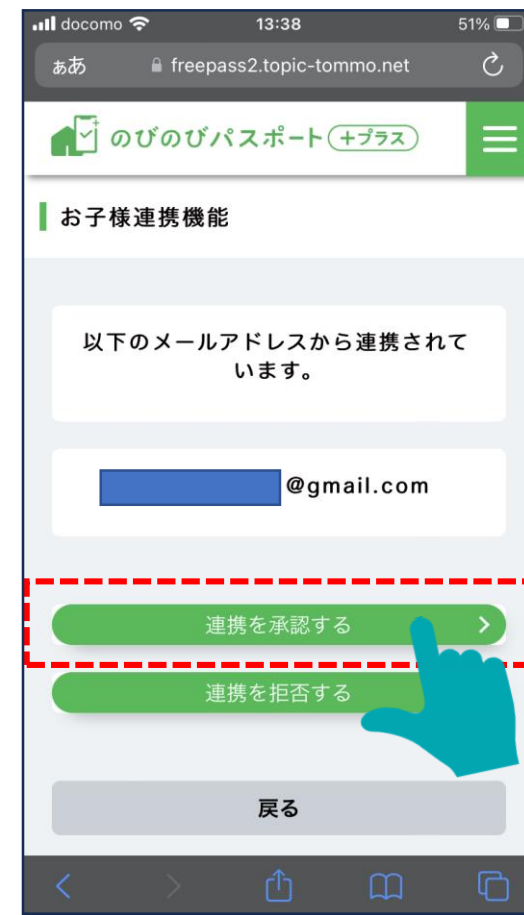 docomo 13:38 51%
ぁあ freepass2.topic-tommo.net
のびのびパスポート +プラス
お子様連携機能
以下のメールアドレスから連携されて
います。
@gmail.com
連携を承認する
連携を拒否する
戻る